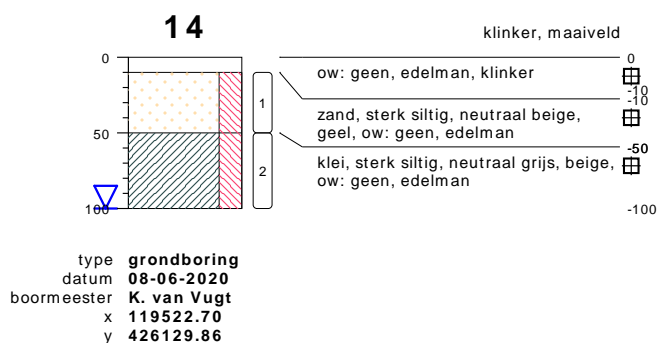 14
klinker, maaiveld
0
0
ow: geen, edelman, klinker
-10
-10
1
zand, sterk siltig, neutraal beige,
geel, ow: geen, edelman
50
-50
2
klei, sterk siltig, neutraal grijs, beige,
ow: geen, edelman
100
-100
type grondboring
datum 08-06-2020
boormeester K. van Vugt
x 119522.70
y 426129.86